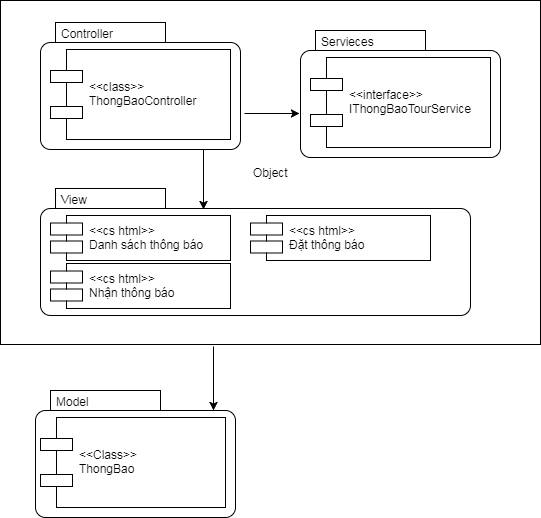 Controller
<<class>>
ThongBaoController
Servieces
<<interface>>
IThongBaoTourService
Object
View
<<cs html>>
Danh sách thông báo
<<cs html>>
Đặt thông báo
<<cs html>>
Nhận thông báo
Model
<<Class>>
ThongBao